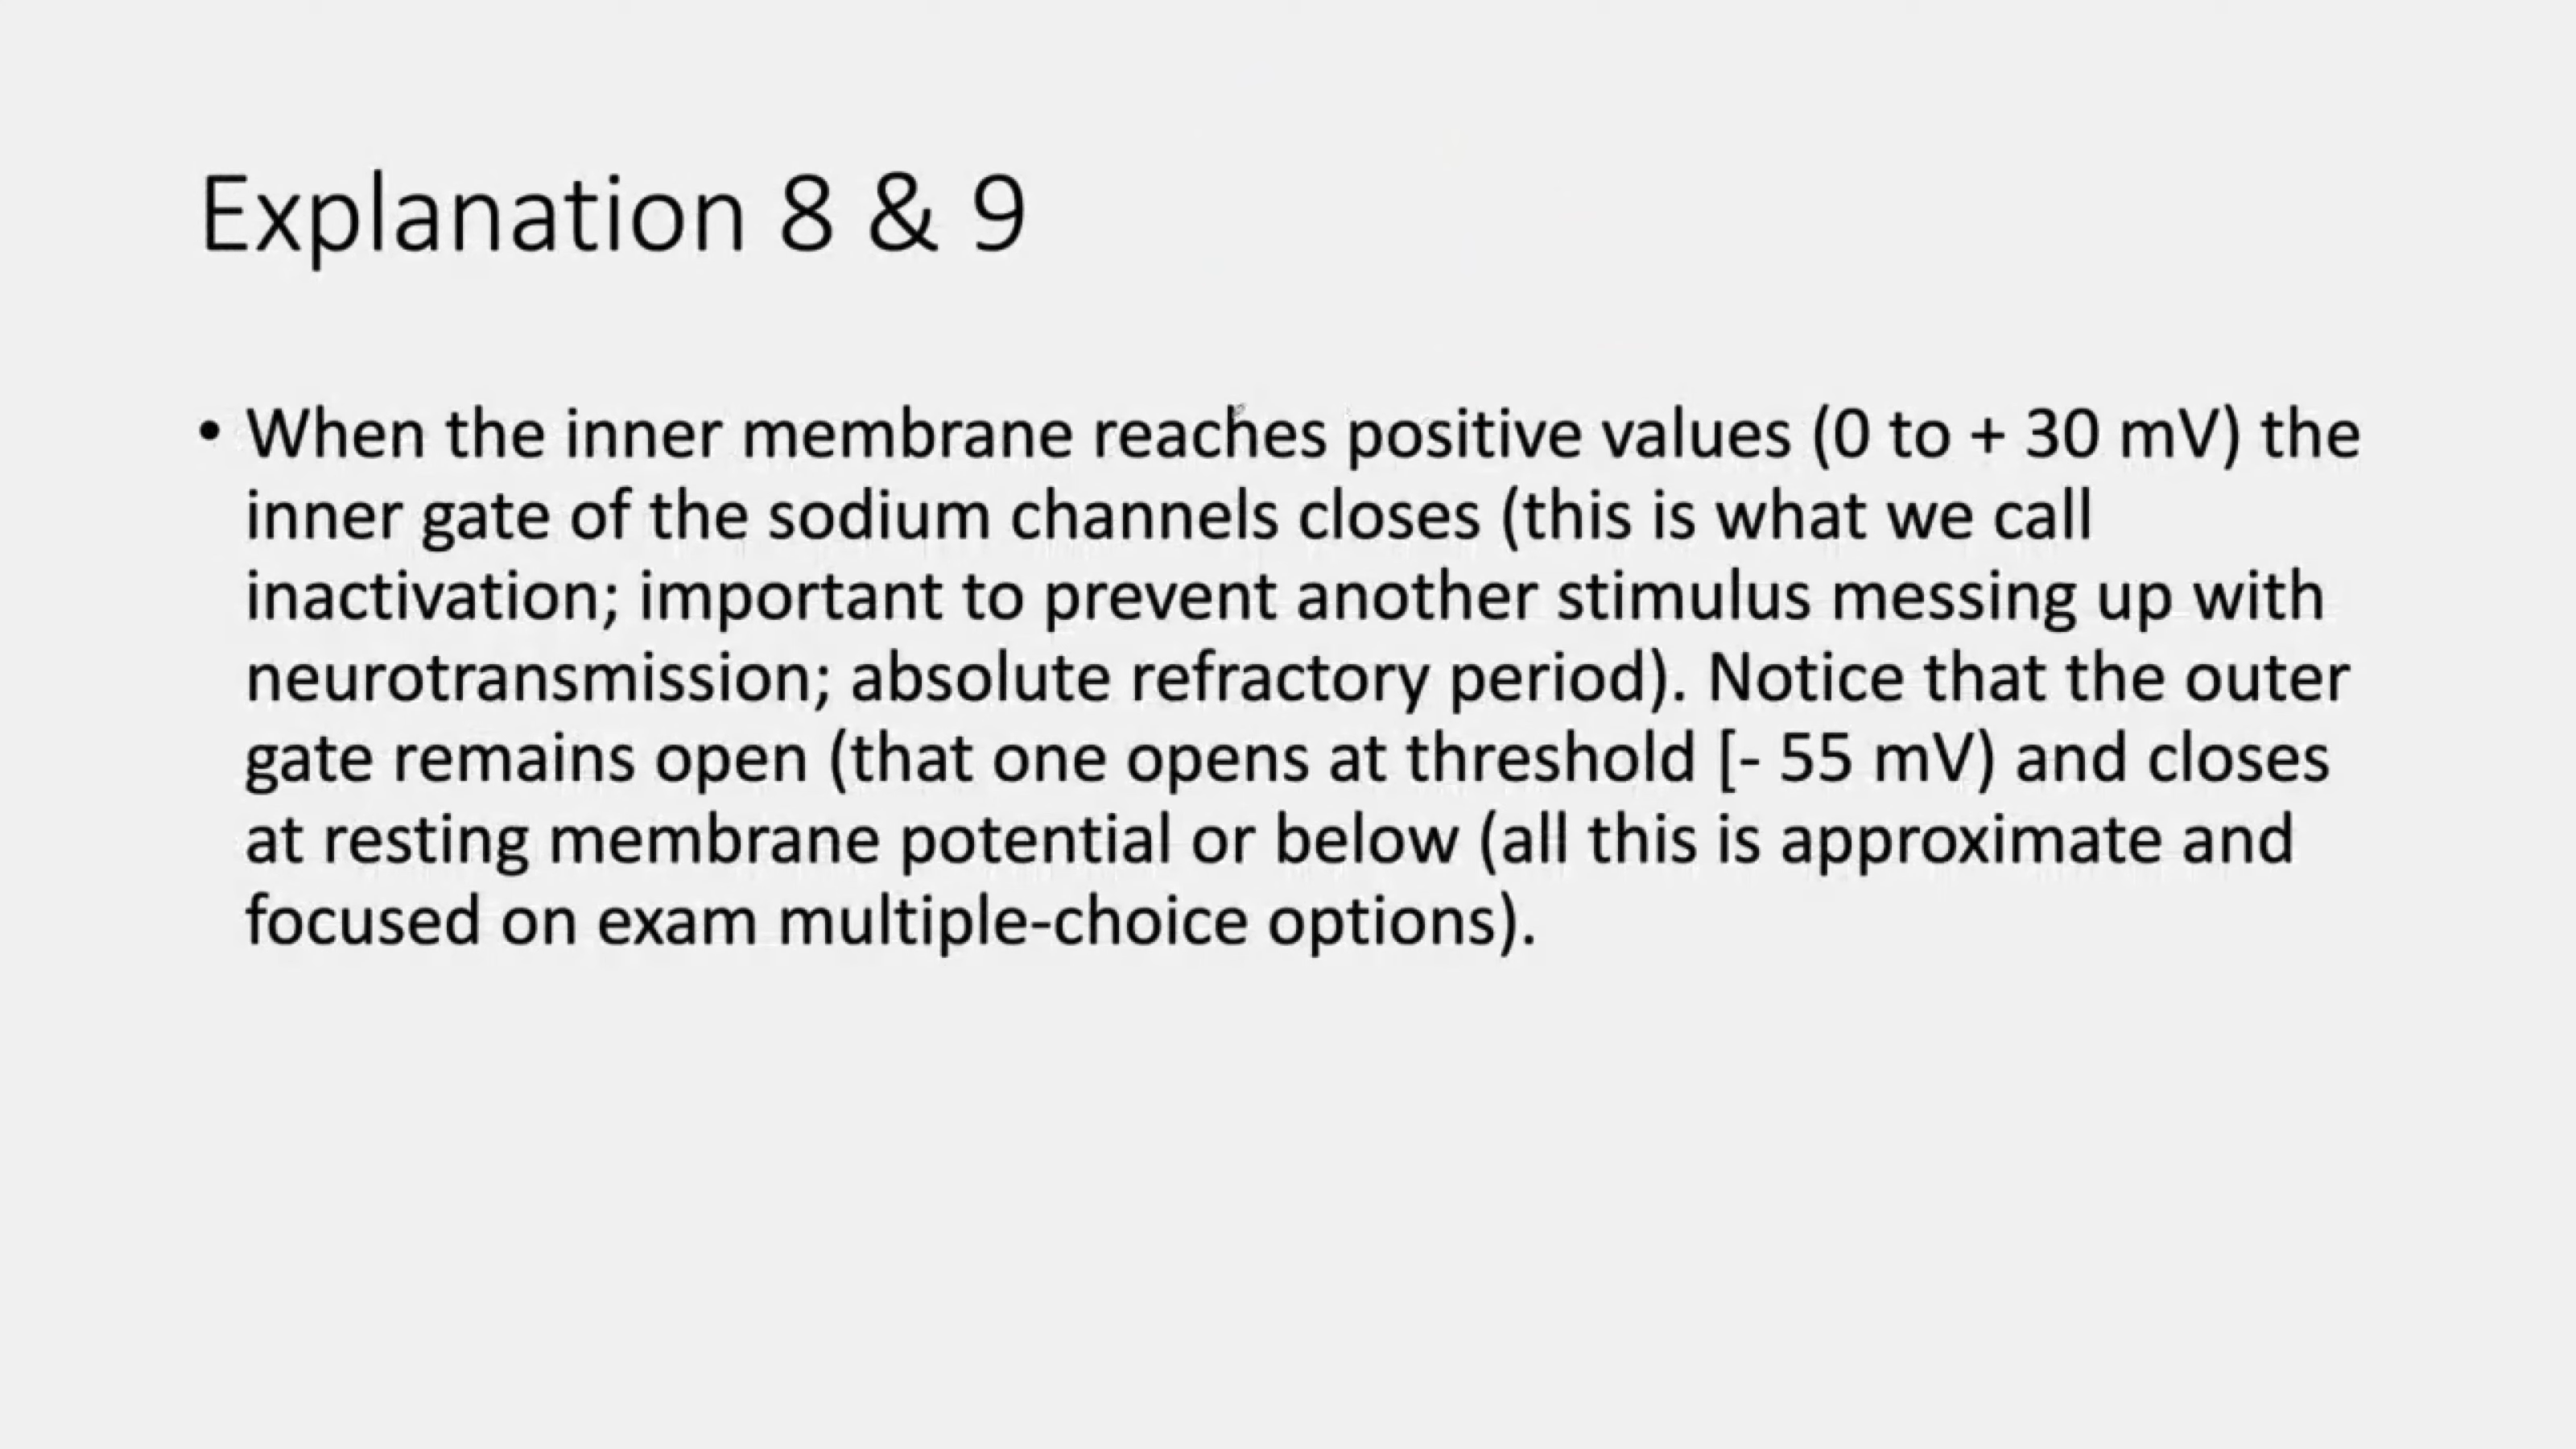 Explanation 8 & 9
• When the inner membrane reaches positive values (0 to + 30 mV) the
inner gate of the sodium channels closes (this is what we call
inactivation; important to prevent another stimulus messing up with
neurotransmission; absolute refractory period). Notice that the outer
gate remains open (that one opens at threshold [- 55 mV) and closes
at resting membrane potential or below (all this is approximate and
focused on exam multiple-choice options).